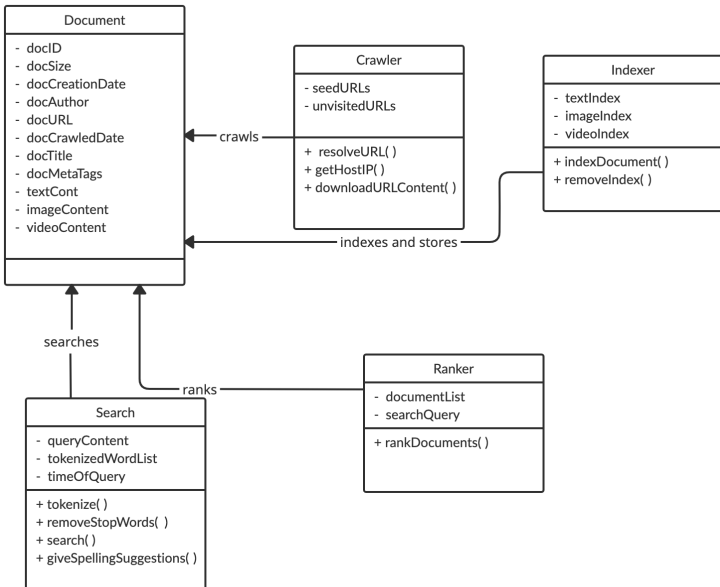 Document
- docID
- docSize
- docCreationDate
- docAuthor
- docURL
- docCrawledDate
- docTitle
- docMetaTags
- textCont
- imageContent
- videoContent
crawls
Crawler
- seedURLs
- unvisitedURLs
+ resolveURL( )
+ getHostIP( )
+ downloadURLContent( )
Indexer
- textIndex
- imageIndex
- videoIndex
+ indexDocument( )
+ removeIndex( )
indexes and stores
searches
ranks
Search
- queryContent
- tokenizedWordList
- timeOfQuery
+ tokenize( )
+ removeStopWords( )
+ search( )
+ giveSpellingSuggestions( )
Ranker
- documentList
- searchQuery
+ rankDocuments( )